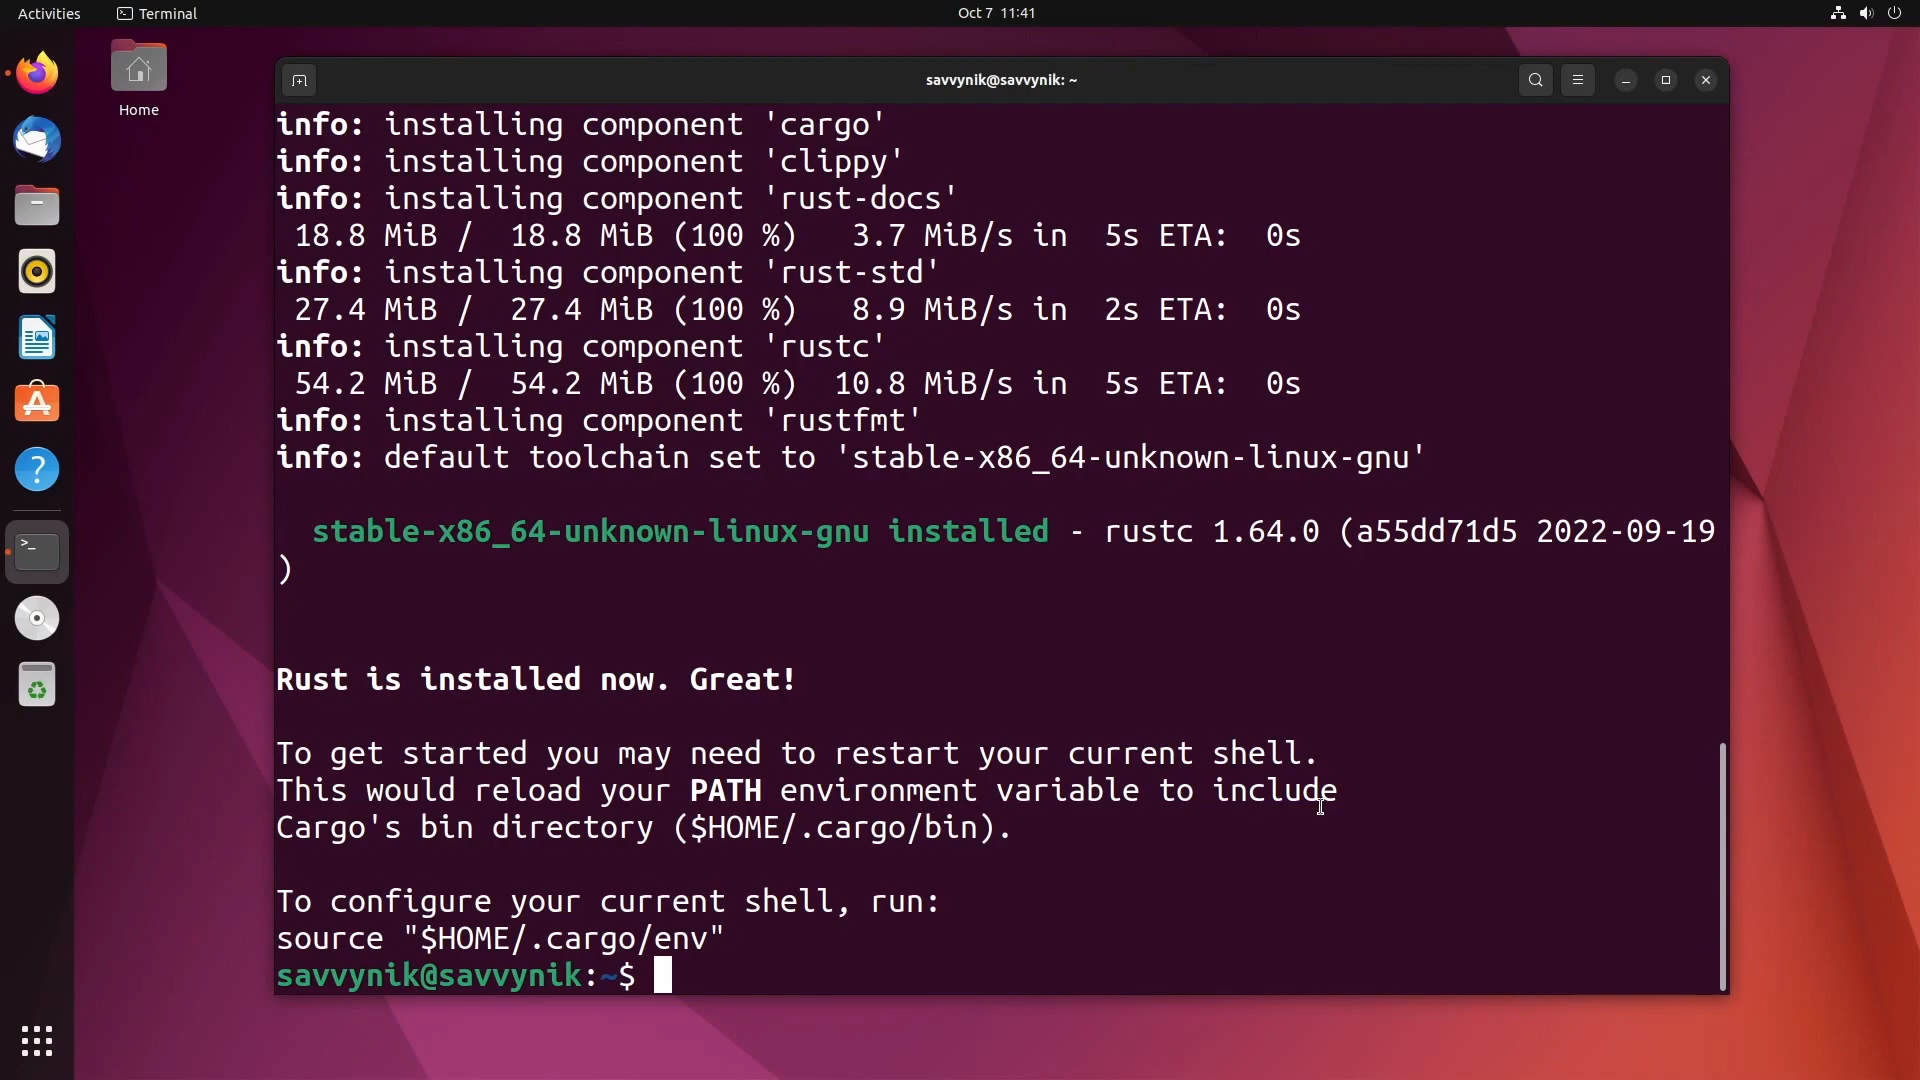 Activities
Terminal
Oct 7 11:41
Home
savvynik@savvynik: ~
info: installing component 'cargo'
info: installing component 'clippy'
info: installing component 'rust-docs'
18.8 MiB / 18.8 MiB (100 %) 3.7 MiB/s in 5s ETA: 0s
info: installing component 'rust-std'
27.4 MiB / 27.4 MiB (100 %) 8.9 MiB/s in 2s ETA: 0s
info: installing component 'rustc'
54.2 MiB / 54.2 MiB (100 %) 10.8 MiB/s in 5s ETA: 0s
info: installing component 'rustfmt'
info: default toolchain set to 'stable-x86_64-unknown-linux-gnu'
stable-x86_64-unknown-linux-gnu installed - rustc 1.64.0 (a55dd71d5 2022-09-19
)
Rust is installed now. Great!
To get started you may need to restart your current shell.
This would reload your PATH environment variable to include
Cargo's bin directory ($HOME/.cargo/bin).
To configure your current shell, run:
source "$HOME/.cargo/env"
savvynik@savvynik:~$